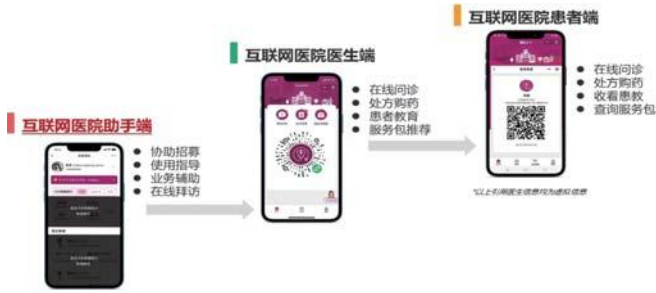 互联网医院患者端
在线问诊
处方购药
收看患教
查询服务包
*以上引用医生信息均为虚拟信息
互联网医院医生端
在线问诊
处方购药
患者教育
服务包推荐
互联网医院助手端
协助招募
使用指导
业务辅助
在线拜访